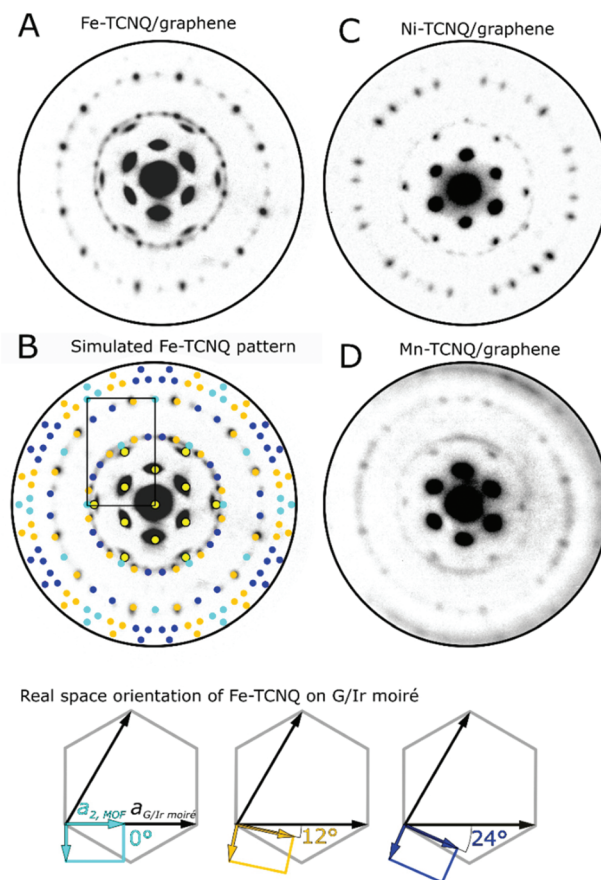 A Fe-TCNQ/graphene
C Ni-TCNQ/graphene
B Simulated Fe-TCNQ pattern
D Mn-TCNQ/graphene
Real space orientation of Fe-TCNQ on G/Ir moiré
a2, MOF aG/Ir moiré
0° 12° 24°